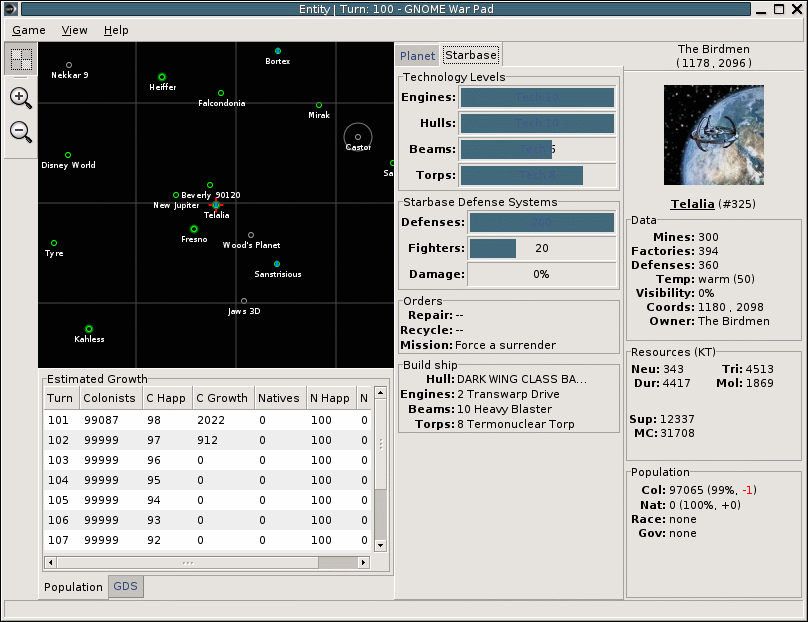 Entity | Turn: 100 - GNOME War Pad
Game View Help
Nekkar 9
Bortex
Heiffer
Falcondonia
Mirak
Castor
Disney World
Sa
Beverly 90120
New Jupiter
Telalia
Fresno
Wood's Planet
Tyre
Sanstrisious
Jaws 3D
Kahless
Estimated Growth
Turn Colonists C Happ C Growth Natives N Happ N
101 99087 98 2022 0 100 0
102 99999 97 912 0 100 0
103 99999 96 0 0 100 0
104 99999 95 0 0 100 0
105 99999 94 0 0 100 0
106 99999 93 0 0 100 0
107 99999 92 0 0 100 0
Population GDS
Planet Starbase
Technology Levels
Engines:
Hulls: Tech 10
Beams:
Torps:
Starbase Defense Systems
Defenses: 200
Fighters: 20
Damage: 0%
Orders
Repair: --
Recycle: --
Mission: Force a surrender
Build ship
Hull: DARK WING CLASS BA...
Engines: 2 Transwarp Drive
Beams: 10 Heavy Blaster
Torps: 8 Termonuclear Torp
The Birdmen
(1178 , 2096)
Telalia (#325)
Data
Mines: 300
Factories: 394
Defenses: 360
Temp: warm (50)
Visibility: 0%
Coords: 1180 , 2098
Owner: The Birdmen
Resources (KT)
Neu: 343 Tri: 4513
Dur: 4417 Mol: 1869
Sup: 12337
MC: 31708
Population
Col: 97065 (99%, -1)
Nat: 0 (100%, +0)
Race: none
Gov: none